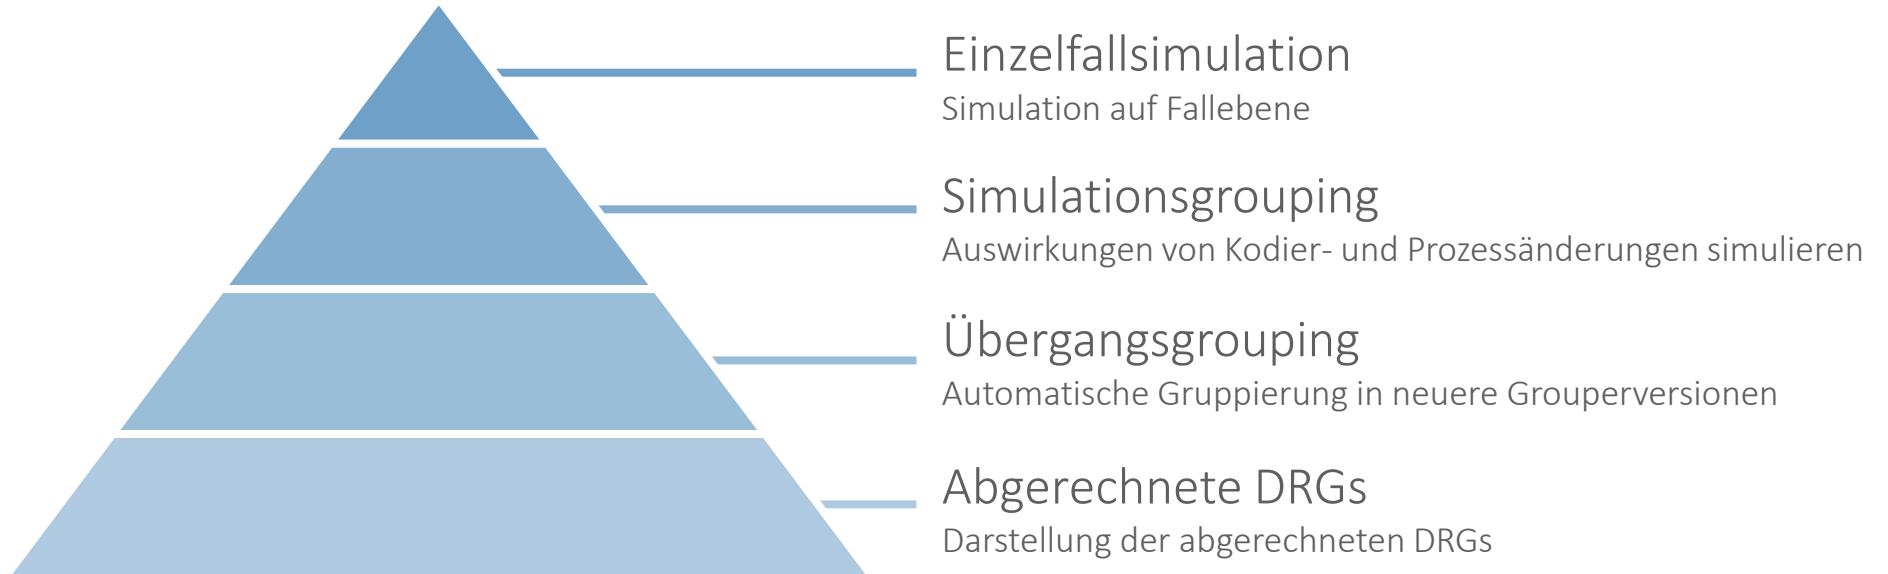 Einzelfallsimulation
Simulation auf Fallebene
Simulationsgrouping
Auswirkungen von Kodier- und Prozessänderungen simulieren
Übergangsgrouping
Automatische Gruppierung in neuere Grouperversionen
Abgerechnete DRGs
Darstellung der abgerechneten DRGs